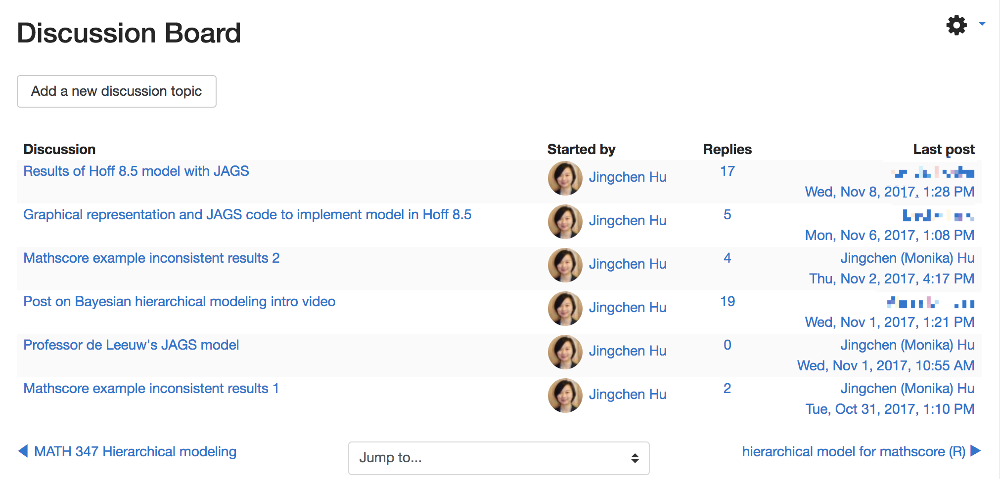 Discussion Board
Add a new discussion topic
Discussion Started by Replies Last post
Results of Hoff 8.5 model with JAGS Jingchen Hu 17
Wed, Nov 8, 2017, 1:28 PM
Graphical representation and JAGS code to implement model in Hoff 8.5 Jingchen Hu 5
Mon, Nov 6, 2017, 1:08 PM
Mathscore example inconsistent results 2 Jingchen Hu 4 Jingchen (Monika) Hu
Thu, Nov 2, 2017, 4:17 PM
Post on Bayesian hierarchical modeling intro video Jingchen Hu 19
Wed, Nov 1, 2017, 1:21 PM
Professor de Leeuw's JAGS model Jingchen Hu 0 Jingchen (Monika) Hu
Wed, Nov 1, 2017, 10:55 AM
Mathscore example inconsistent results 1 Jingchen Hu 2 Jingchen (Monika) Hu
Tue, Oct 31, 2017, 1:10 PM
MATH 347 Hierarchical modeling Jump to... hierarchical model for mathscore (R)